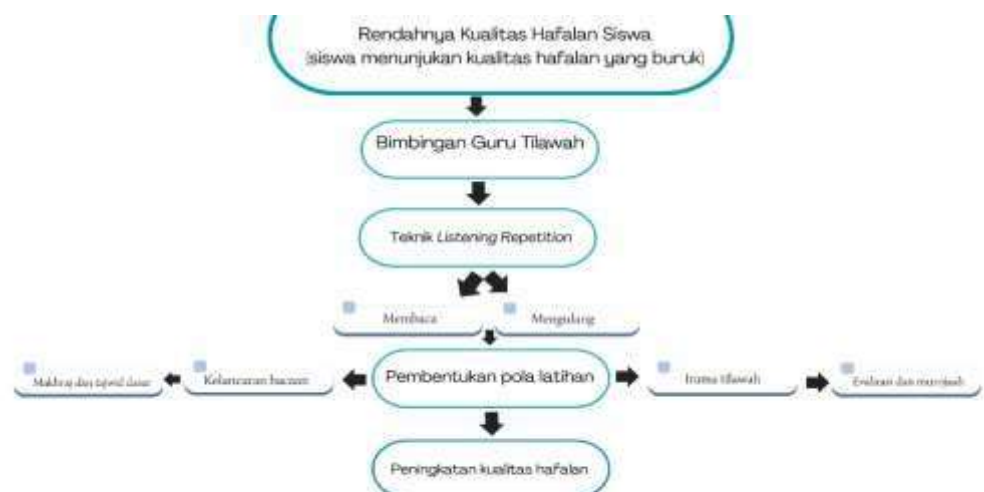 Rendahnya Kualitas Hafalan Siswa
(siswa menunjukan kualitas hafalan yang buruk)
Bimbingan Guru Tilawah
Teknik Listening Repetition
Membaca
Mengulang
Makhraj dan tajwid dasar
Kelancaran bacaan
Pembentukan pola latihan
Irama tilawah
Evaluasi dan murojaah
Peningkatan kualitas hafalan